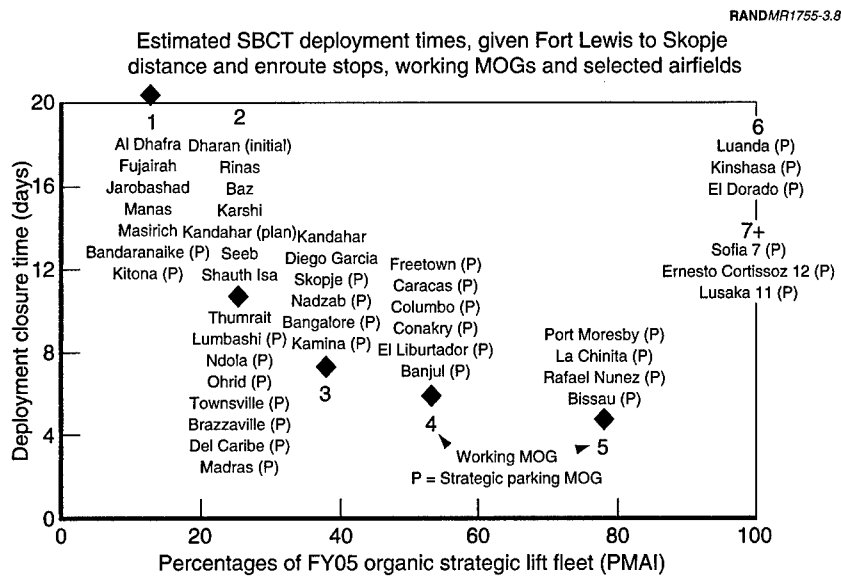 RANDMR1755-3.8
Estimated SBCT deployment times, given Fort Lewis to Skopje
distance and enroute stops, working MOGs and selected airfields
Deployment closure time (days)
20
16
12
8
4
0
1
Al Dhafra
Fujairah
Jarobashad
Manas
Masirich
Bandaranaike (P)
Kitona (P)
2
Dharan (initial)
Rinas
Baz
Karshi
Kandahar (plan)
Seeb
Shauth Isa
Thumrait
Lumbashi (P)
Ndola (P)
Ohrid (P)
Townsville (P)
Brazzaville (P)
Del Caribe (P)
Madras (P)
Kandahar
Diego Garcia
Skopje (P)
Nadzab (P)
Bangalore (P)
Kamina (P)
3
Freetown (P)
Caracas (P)
Columbo (P)
Conakry (P)
El Liburtador (P)
Banjul (P)
4
Port Moresby (P)
La Chinita (P)
Rafael Nunez (P)
Bissau (P)
5
Working MOG
P = Strategic parking MOG
6
Luanda (P)
Kinshasa (P)
El Dorado (P)
7+
Sofia 7 (P)
Ernesto Cortissoz 12 (P)
Lusaka 11 (P)
0
20
40
60
80
100
Percentages of FY05 organic strategic lift fleet (PMAI)